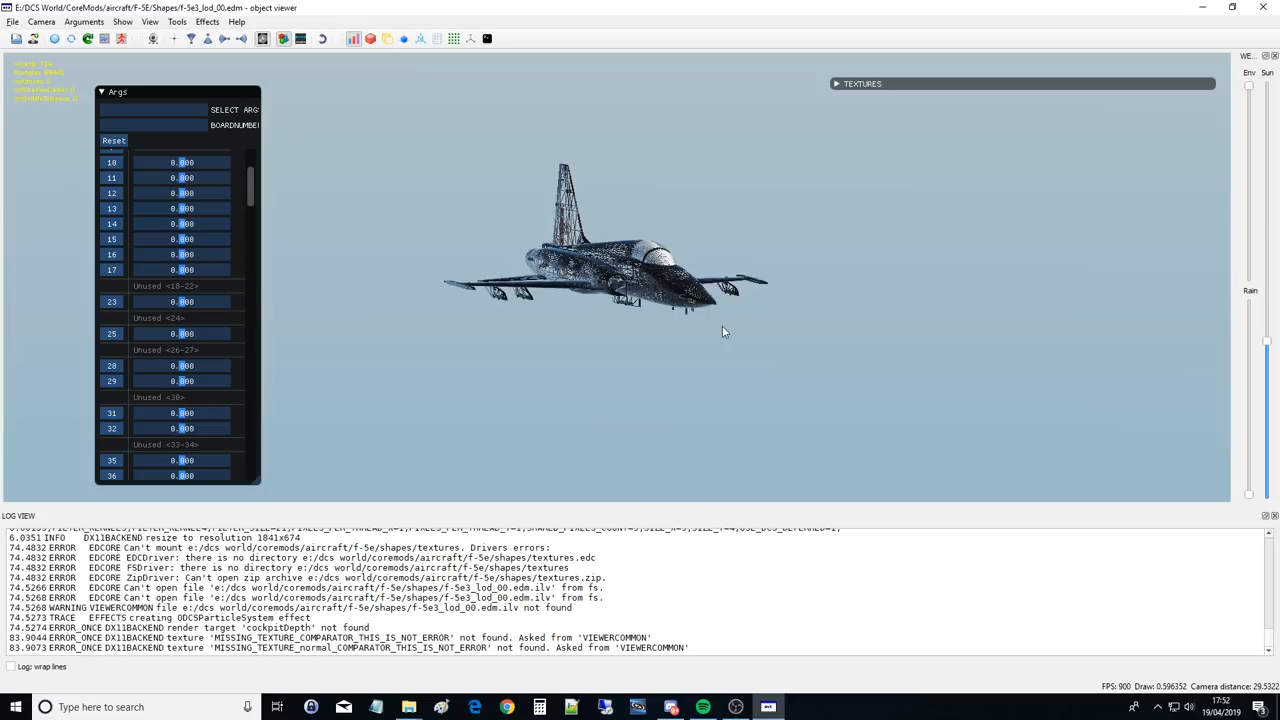 E:/DCS World/CoreMods/aircraft/F-5E/Shapes/f-5e3_lod_00.edm - object viewer
File Camera Arguments Show View Tools Effects Help
Args
TEXTURES
WE...
Env Sun
SELECT ARG
BOARDNUMBE
Reset
10 0.000
11 0.000
12 0.000
13 0.000
14 0.000
15 0.000
16 0.000
17 0.000
Unused <18-22>
23 0.000
Unused <24>
25 0.000
Unused <26-27>
28 0.000
29 0.000
Unused <30>
31 0.000
32 0.000
Unused <33-34>
35 0.000
36 0.000
Rain
LOG VIEW
6.0351 INFO DX11BACKEND resize to resolution 1841x674
74.4832 ERROR EDCORE Can't mount e:/dcs world/coremods/aircraft/f-5e/shapes/textures. Drivers errors:
74.4832 ERROR EDCORE EDCDriver: there is no directory e:/dcs world/coremods/aircraft/f-5e/shapes/textures.edc
74.4832 ERROR EDCORE FSDriver: there is no directory e:/dcs world/coremods/aircraft/f-5e/shapes/textures
74.4832 ERROR EDCORE ZipDriver: Can't open zip archive e:/dcs world/coremods/aircraft/f-5e/shapes/textures.zip.
74.5266 ERROR EDCORE Can't open file 'e:/dcs world/coremods/aircraft/f-5e/shapes/f-5e3_lod_00.edm.ilv' from fs.
74.5268 ERROR EDCORE Can't open file 'e:/dcs world/coremods/aircraft/f-5e/shapes/f-5e3_lod_00.edm.ilv' from fs.
74.5268 WARNING VIEWERCOMMON file e:/dcs world/coremods/aircraft/f-5e/shapes/f-5e3_lod_00.edm.ilv not found
74.5273 TRACE EFFECTS creating ODCSParticleSystem effect
74.5274 ERROR_ONCE DX11BACKEND render target 'cockpitDepth' not found
83.9044 ERROR_ONCE DX11BACKEND texture 'MISSING_TEXTURE_COMPARATOR_THIS_IS_NOT_ERROR' not found. Asked from 'VIEWERCOMMON'
83.9073 ERROR_ONCE DX11BACKEND texture 'MISSING_TEXTURE_normal_COMPARATOR_THIS_IS_NOT_ERROR' not found. Asked from 'VIEWERCOMMON'
Log: wrap lines
FPS: 900, Draw: 0.596352, Camera distance: 29.5322
Type here to search
17:52
19/04/2019